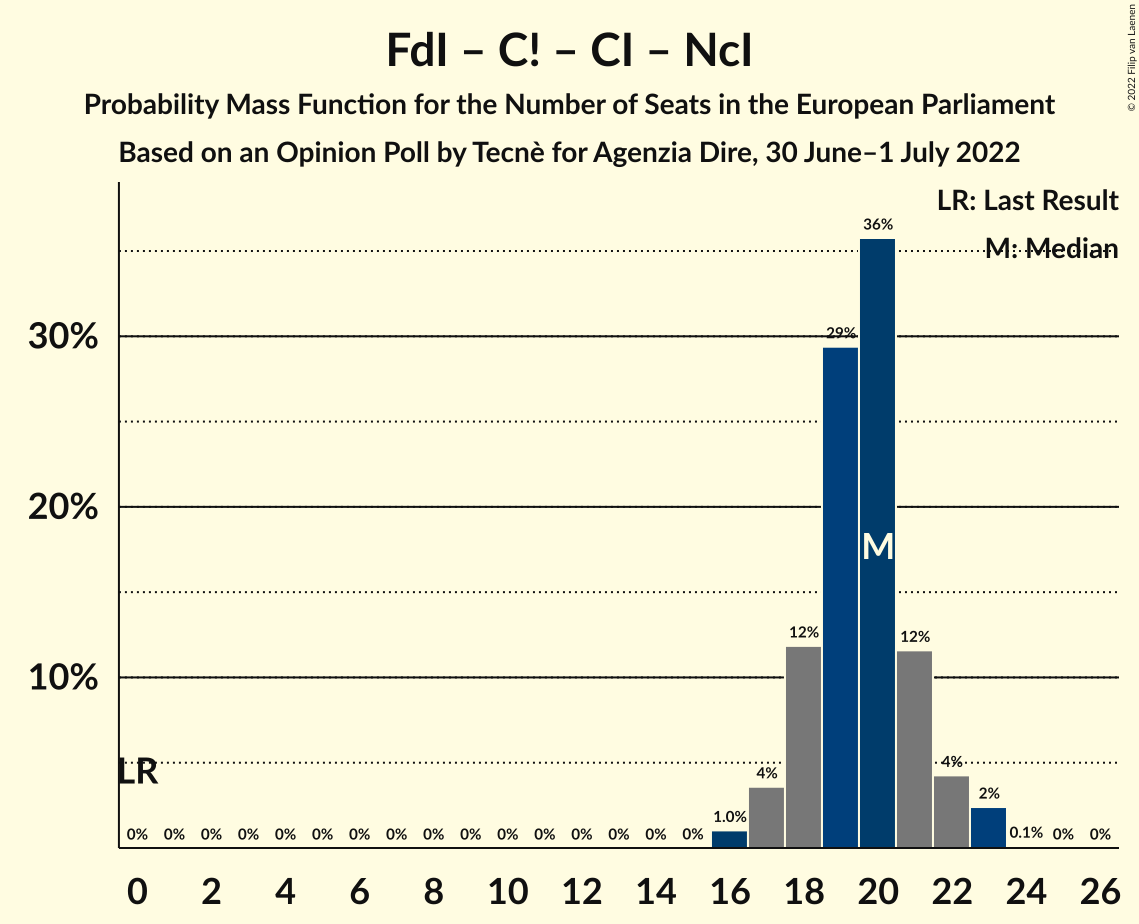 FdI – C! – CI – NcI
Probability Mass Function for the Number of Seats in the European Parliament
Based on an Opinion Poll by Tecnè for Agenzia Dire, 30 June–1 July 2022
© 2022 Filip van Laenen
LR: Last Result
M: Median
36%
30%
29%
20%
M
12%
12%
10%
LR
4%
4%
2%
0% 0% 0% 0% 0% 0% 0% 0% 0% 0% 0% 0% 0% 0% 0% 0% 1.0% 0.1% 0% 0%
0 2 4 6 8 10 12 14 16 18 20 22 24 26